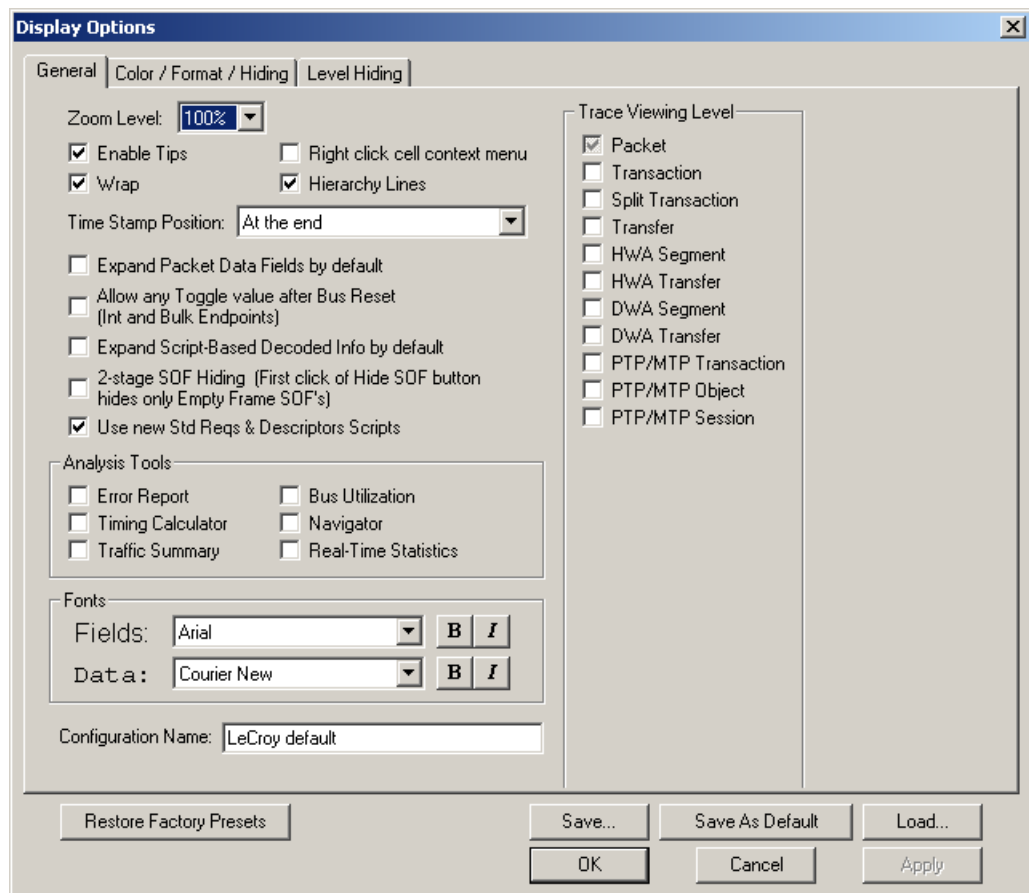 Display Options
General
Color / Format / Hiding
Level Hiding
Zoom Level: 100%
Enable Tips
Right click cell context menu
Wrap
Hierarchy Lines
Time Stamp Position: At the end
Expand Packet Data Fields by default
Allow any Toggle value after Bus Reset
(Int and Bulk Endpoints)
Expand Script-Based Decoded Info by default
2-stage SOF Hiding (First click of Hide SOF button
hides only Empty Frame SOF's)
Use new Std Reqs & Descriptors Scripts
Analysis Tools
Error Report
Bus Utilization
Timing Calculator
Navigator
Traffic Summary
Real-Time Statistics
Fonts
Fields: Arial B I
Data: Courier New B I
Configuration Name: LeCroy default
Trace Viewing Level
Packet
Transaction
Split Transaction
Transfer
HWA Segment
HWA Transfer
DWA Segment
DWA Transfer
PTP/MTP Transaction
PTP/MTP Object
PTP/MTP Session
Restore Factory Presets
Save...
Save As Default
Load...
OK
Cancel
Apply